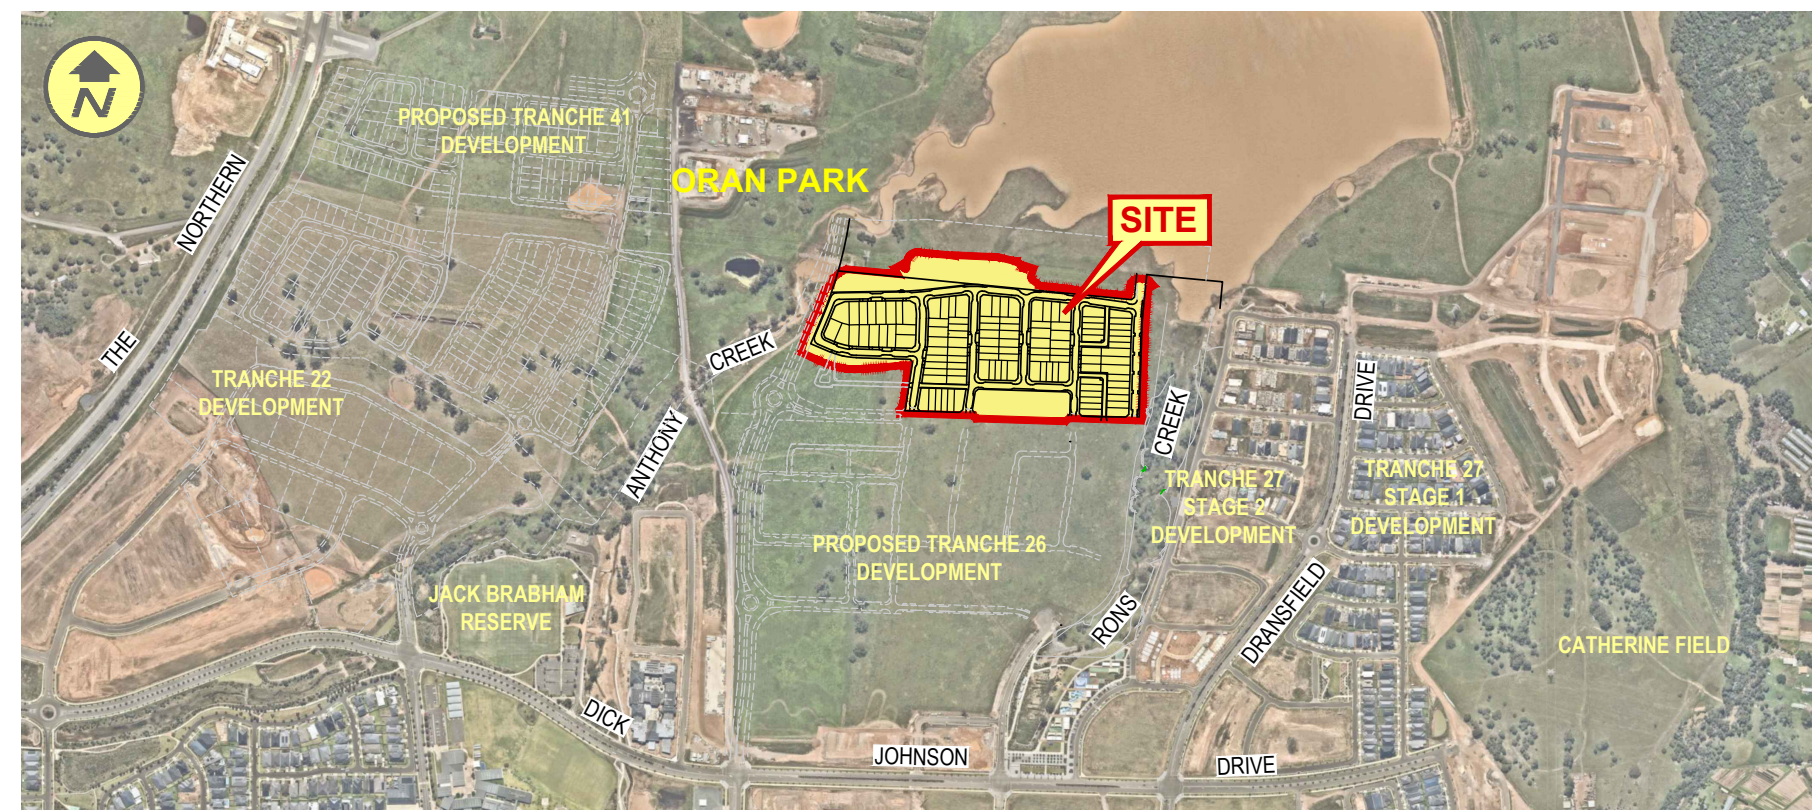 N
PROPOSED TRANCHE 41
DEVELOPMENT
ORAN PARK
SITE
THE
NORTHERN
TRANCHE 22
DEVELOPMENT
ANTHONY
CREEK
CREEK
DRIVE
TRANCHE 27
STAGE 2
DEVELOPMENT
TRANCHE 27
STAGE 1
DEVELOPMENT
PROPOSED TRANCHE 26
DEVELOPMENT
JACK BRABHAM
RESERVE
RONS
DRANSFIELD
CATHERINE FIELD
DICK
JOHNSON
DRIVE